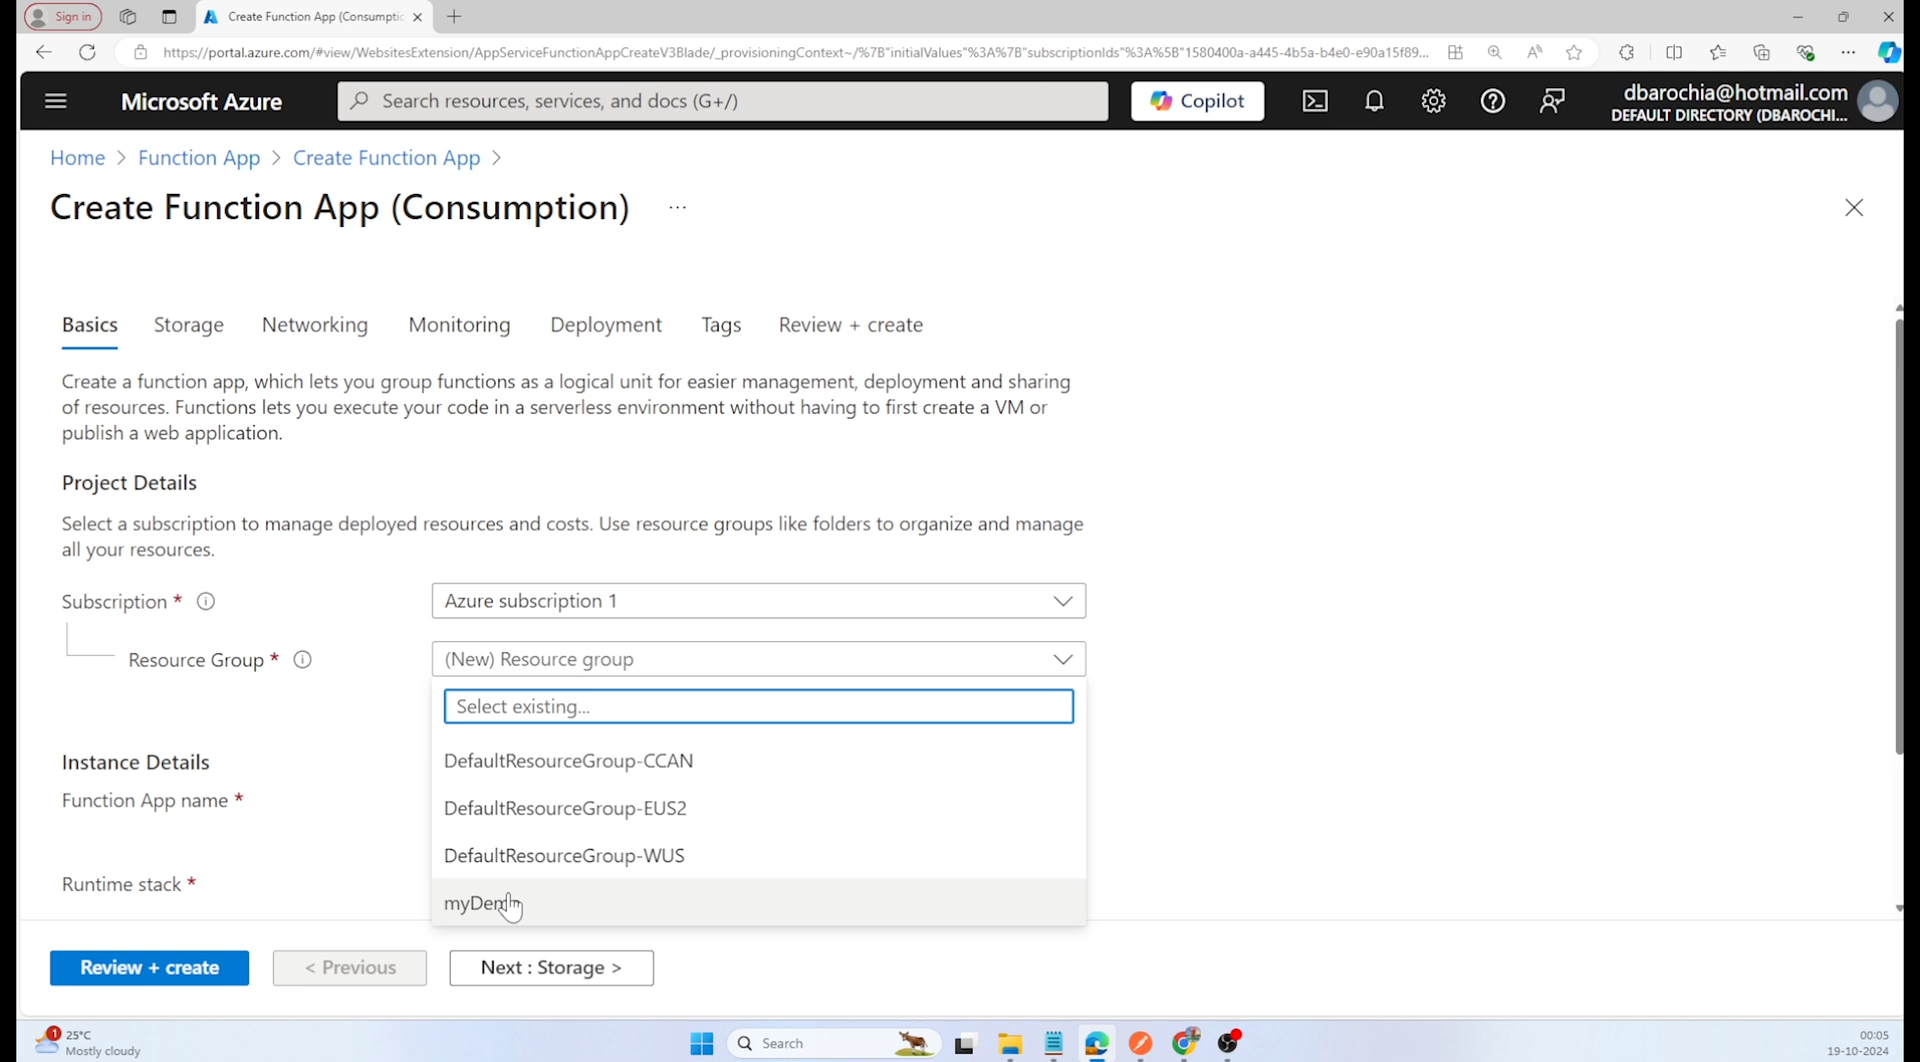 Sign in
Create Function App (Consumptic
https://portal.azure.com/#view/WebsitesExtension/AppServiceFunctionAppCreateV3Blade/_provisioningContext~/%7B"initialValues"%3A%7B"subscriptionIds"%3A%5B"1580400a-a445-4b5a-b4e0-e90a15f89...
Microsoft Azure
Search resources, services, and docs (G+/)
Copilot
dbarochia@hotmail.com
DEFAULT DIRECTORY (DBAROCHI...
Home > Function App > Create Function App >
Create Function App (Consumption) ...
Basics Storage Networking Monitoring Deployment Tags Review + create
Create a function app, which lets you group functions as a logical unit for easier management, deployment and sharing
of resources. Functions lets you execute your code in a serverless environment without having to first create a VM or
publish a web application.
Project Details
Select a subscription to manage deployed resources and costs. Use resource groups like folders to organize and manage
all your resources.
Subscription *
Azure subscription 1
Resource Group *
(New) Resource group
Select existing...
DefaultResourceGroup-CCAN
DefaultResourceGroup-EUS2
DefaultResourceGroup-WUS
Instance Details
Function App name *
Runtime stack *
Review + create
< Previous
Next : Storage >
1
25°C
Mostly cloudy
Search
00:05
19-10-2024